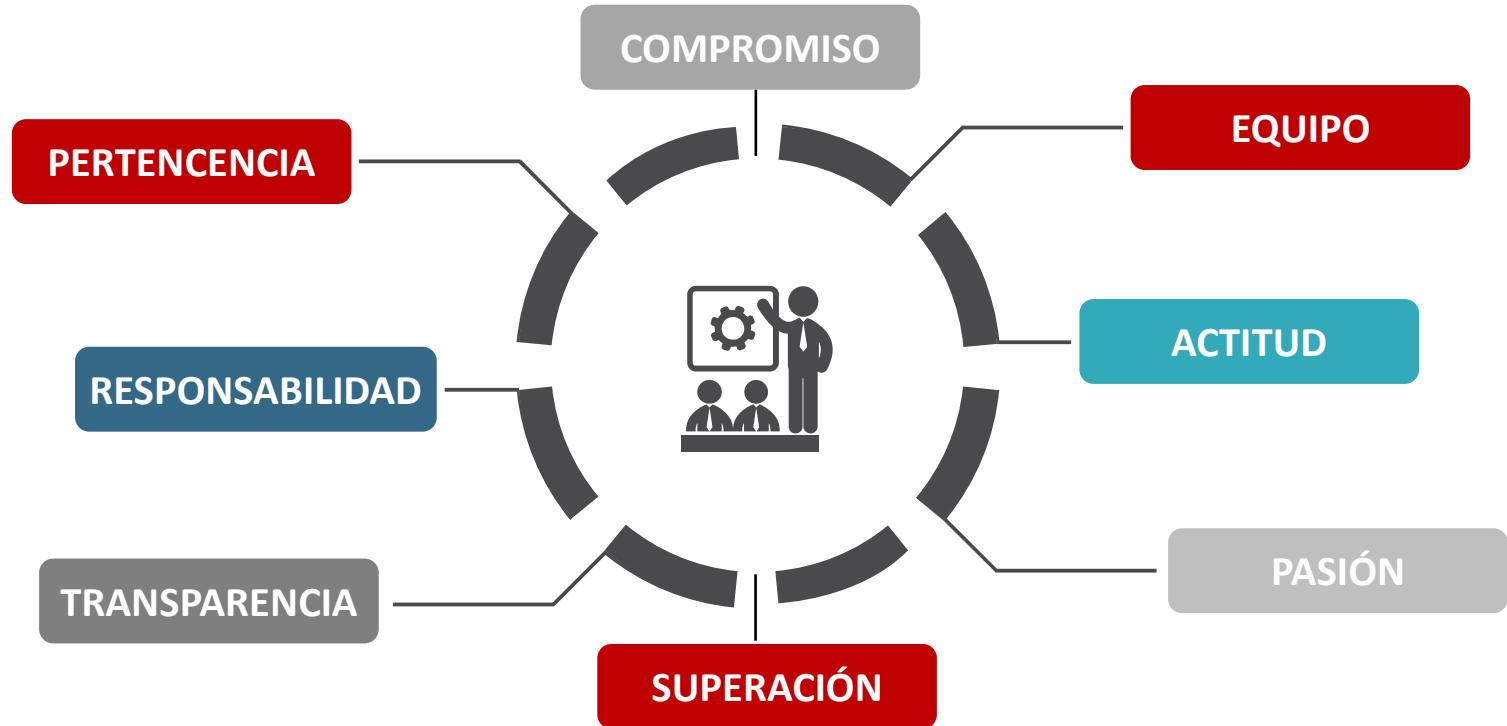 COMPROMISO
EQUIPO
PERTENCENCIA
ACTITUD
RESPONSABILIDAD
PASIÓN
TRANSPARENCIA
SUPERACIÓN